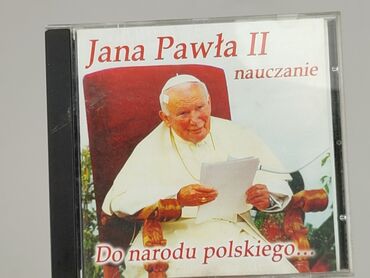 Jana Pawła II
nauczanie
Do narodu polskiego...